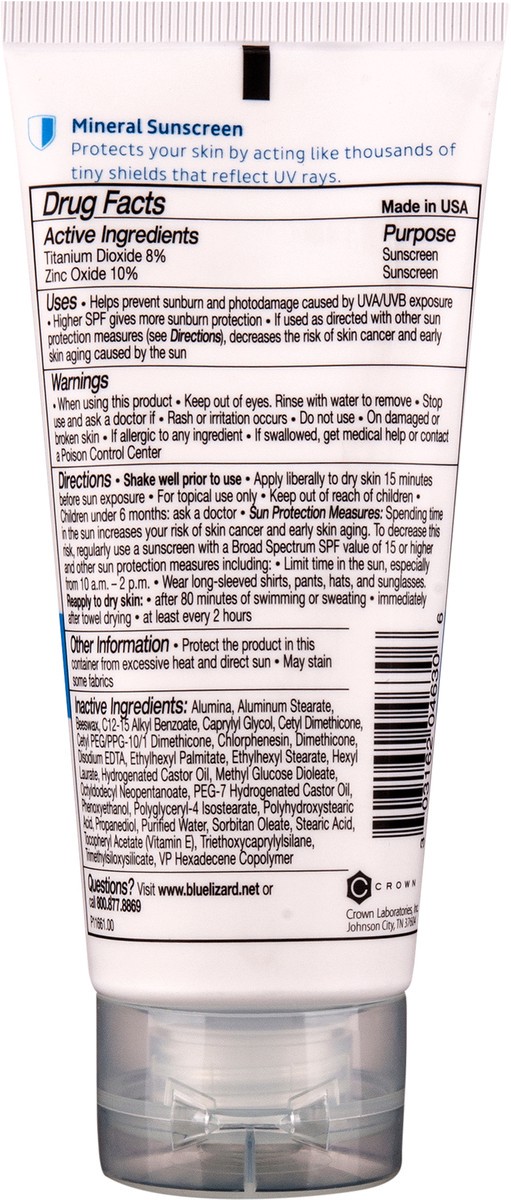 Mineral Sunscreen
Protects your skin by acting like thousands of
tiny shields that reflect UV rays.
Drug Facts Made in USA
Active Ingredients Purpose
Titanium Dioxide 8% Sunscreen
Zinc Oxide 10% Sunscreen
Uses • Helps prevent sunburn and photodamage caused by UVA/UVB exposure
• Higher SPF gives more sunburn protection • If used as directed with other sun
protection measures (see Directions), decreases the risk of skin cancer and early
skin aging caused by the sun
Warnings
• When using this product • Keep out of eyes. Rinse with water to remove • Stop
use and ask a doctor if • Rash or irritation occurs • Do not use • On damaged or
broken skin • If allergic to any ingredient • If swallowed, get medical help or contact
a Poison Control Center
Directions • Shake well prior to use • Apply liberally to dry skin 15 minutes
before sun exposure • For topical use only • Keep out of reach of children •
Children under 6 months: ask a doctor • Sun Protection Measures: Spending time
in the sun increases your risk of skin cancer and early skin aging. To decrease this
risk, regularly use a sunscreen with a Broad Spectrum SPF value of 15 or higher
and other sun protection measures including: • Limit time in the sun, especially
from 10 a.m. – 2 p.m. • Wear long-sleeved shirts, pants, hats, and sunglasses.
Reapply to dry skin: • after 80 minutes of swimming or sweating • immediately
after towel drying • at least every 2 hours
Other Information • Protect the product in this
container from excessive heat and direct sun • May stain
some fabrics
Inactive Ingredients: Alumina, Aluminum Stearate,
Beeswax, C12-15 Alkyl Benzoate, Caprylyl Glycol, Cetyl Dimethicone,
Cetyl PEG/PPG-10/1 Dimethicone, Chlorphenesin, Dimethicone,
Disodium EDTA, Ethylhexyl Palmitate, Ethylhexyl Stearate, Hexyl
Laurate, Hydrogenated Castor Oil, Methyl Glucose Dioleate,
Octyldodecyl Neopentanoate, PEG-7 Hydrogenated Castor Oil,
Phenoxyethanol, Polyglyceryl-4 Isostearate, Polyhydroxystearic
Acid, Propanediol, Purified Water, Sorbitan Oleate, Stearic Acid,
Tocopheryl Acetate (Vitamin E), Triethoxycaprylylsilane,
Trimethylsiloxysilicate, VP Hexadecene Copolymer
3 03162 04630 6
Questions? Visit www.bluelizard.net or
call 800.877.8869
P11661.00
C CROWN
Crown Laboratories, Inc.
Johnson City, TN 37604